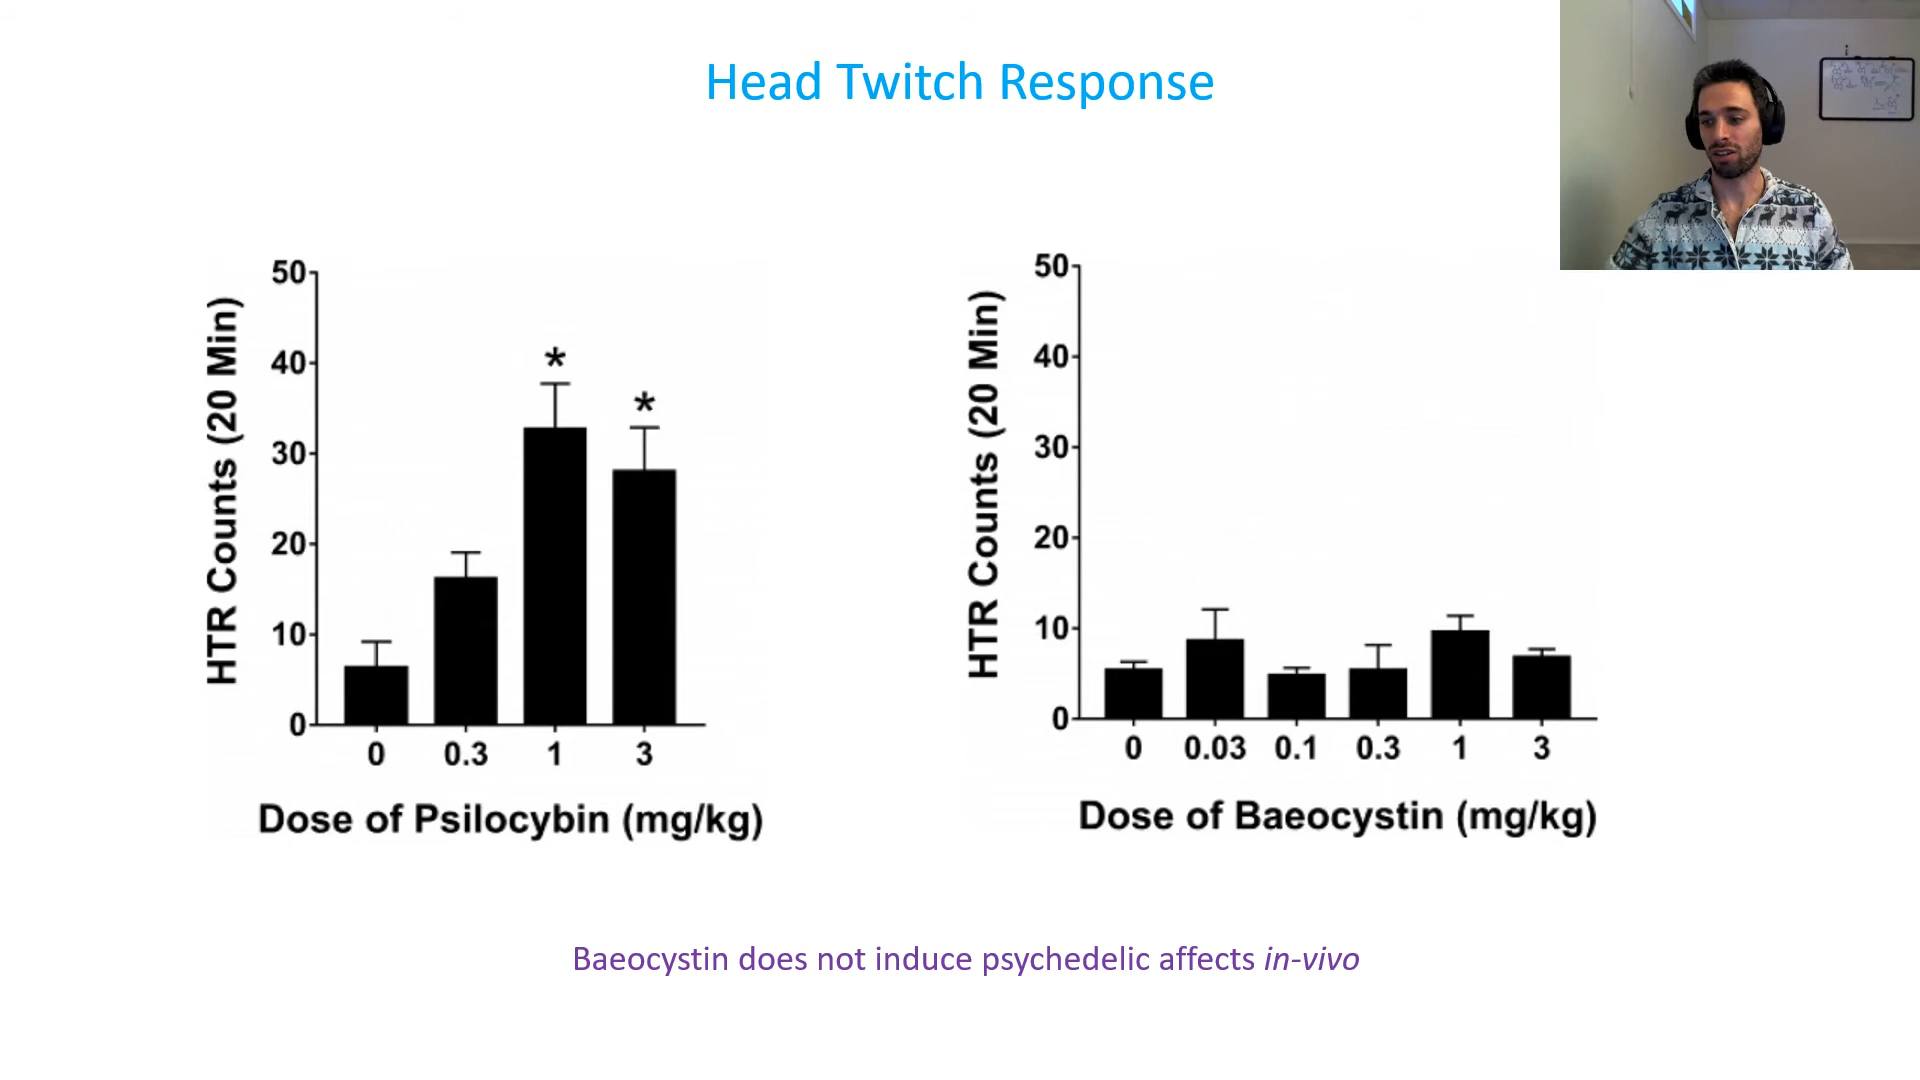 Head Twitch Response
HTR Counts (20 Min)
50
40
30
20
10
0
*
*
0 0.3 1 3
Dose of Psilocybin (mg/kg)
HTR Counts (20 Min)
50
40
30
20
10
0
0 0.03 0.1 0.3 1 3
Dose of Baeocystin (mg/kg)
Baeocystin does not induce psychedelic affects in-vivo